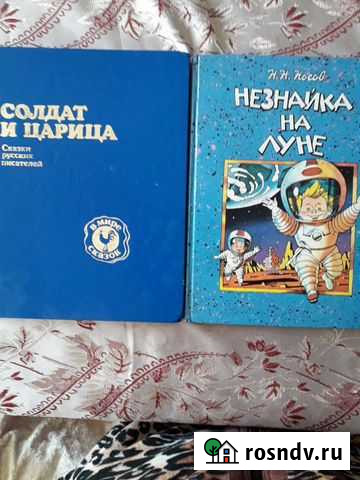 СОЛДАТ
И ЦАРИЦА
Сказки
русских
писателей
В мире
сказок
Н.Н. Носов
НЕЗНАЙКА
НА
ЛУНЕ
rosndv.ru